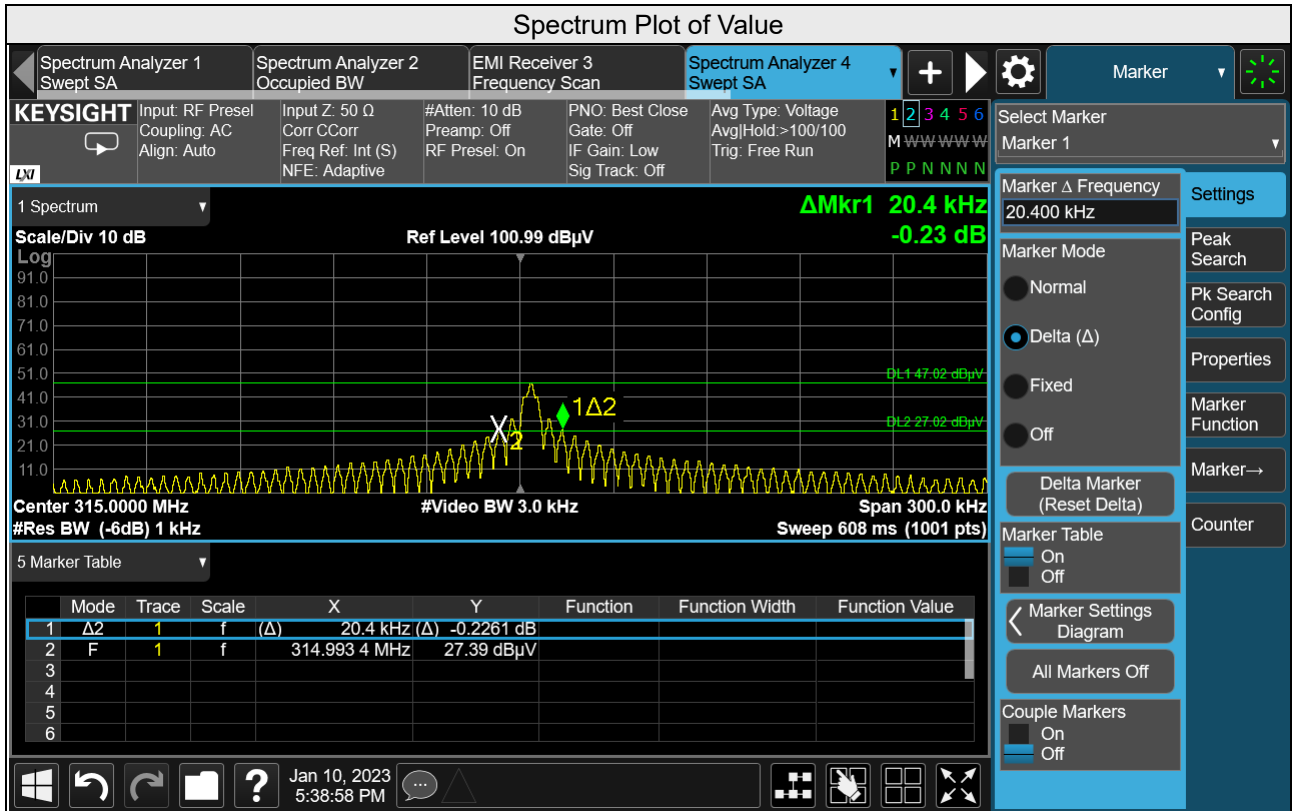 Spectrum Plot of Value
Spectrum Analyzer 1
Swept SA
Spectrum Analyzer 2
Occupied BW
EMI Receiver 3
Frequency Scan
Spectrum Analyzer 4
Swept SA
+
Marker
KEYSIGHT
LXI
Input: RF Presel
Coupling: AC
Align: Auto
Input Z: 50 Ω
Corr CCorr
Freq Ref: Int (S)
NFE: Adaptive
#Atten: 10 dB
Preamp: Off
RF Presel: On
PNO: Best Close
Gate: Off
IF Gain: Low
Sig Track: Off
Avg Type: Voltage
Avg|Hold:>100/100
Trig: Free Run
1 2 3 4 5 6
M W W W W W
P P N N N N
1 Spectrum
ΔMkr1 20.4 kHz
-0.23 dB
Scale/Div 10 dB
Ref Level 100.99 dBµV
Log
91.0
81.0
71.0
61.0
51.0
41.0
31.0
21.0
11.0
DL1 47.02 dBµV
DL2 27.02 dBµV
1Δ2
X2
Center 315.0000 MHz
#Video BW 3.0 kHz
Span 300.0 kHz
#Res BW (-6dB) 1 kHz
Sweep 608 ms (1001 pts)
5 Marker Table
Mode Trace Scale X Y Function Function Width Function Value
1 Δ2 1 f (Δ) 20.4 kHz (Δ) -0.2261 dB
2 F 1 f 314.993 4 MHz 27.39 dBµV
3
4
5
6
Select Marker
Marker 1
Marker Δ Frequency
20.400 kHz
Marker Mode
Normal
Delta (Δ)
Fixed
Off
Delta Marker
(Reset Delta)
Marker Table
On
Off
Marker Settings
Diagram
All Markers Off
Couple Markers
On
Off
Settings
Peak
Search
Pk Search
Config
Properties
Marker
Function
Marker→
Counter
?
Jan 10, 2023
5:38:58 PM